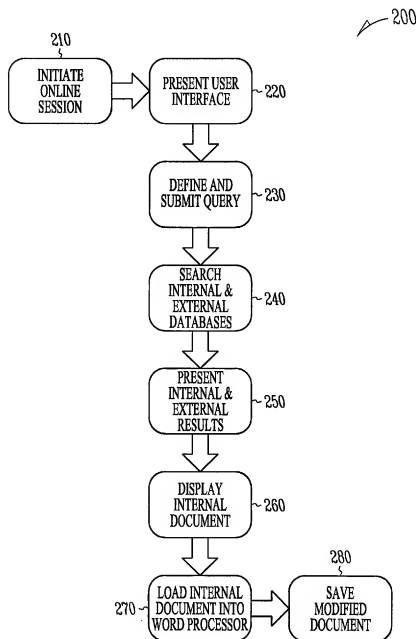 200
210
INITIATE
ONLINE
SESSION
PRESENT USER
INTERFACE
220
DEFINE AND
SUBMIT QUERY
230
SEARCH
INTERNAL &
EXTERNAL
DATABASES
240
PRESENT
INTERNAL &
EXTERNAL
RESULTS
250
DISPLAY
INTERNAL
DOCUMENT
260
270
LOAD INTERNAL
DOCUMENT INTO
WORD PROCESSOR
280
SAVE
MODIFIED
DOCUMENT